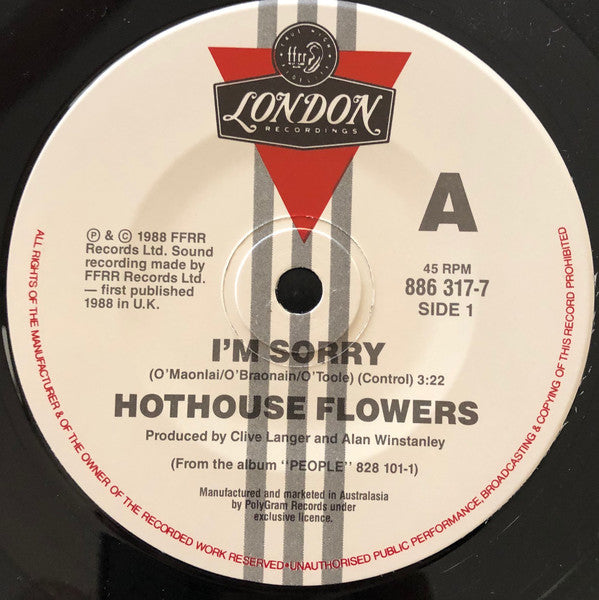 FULL FREQUENCY
ffrr
LONDON
RECORDINGS
A
Ⓟ & © 1988 FFRR
Records Ltd. Sound
recording made by
FFRR Records Ltd.
— first published
1988 in U.K.
45 RPM
886 317-7
SIDE 1
I'M SORRY
(O'Maonlai/O'Braonain/O'Toole) (Control) 3:22
HOTHOUSE FLOWERS
Produced by Clive Langer and Alan Winstanley
(From the album "PEOPLE" 828 101-1)
Manufactured and marketed in Australasia
by PolyGram Records under
exclusive licence.
ALL RIGHTS OF THE MANUFACTURER & OF THE OWNER OF THE RECORDED WORK RESERVED•UNAUTHORISED PUBLIC PERFORMANCE, BROADCASTING & COPYING OF THIS RECORD PROHIBITED